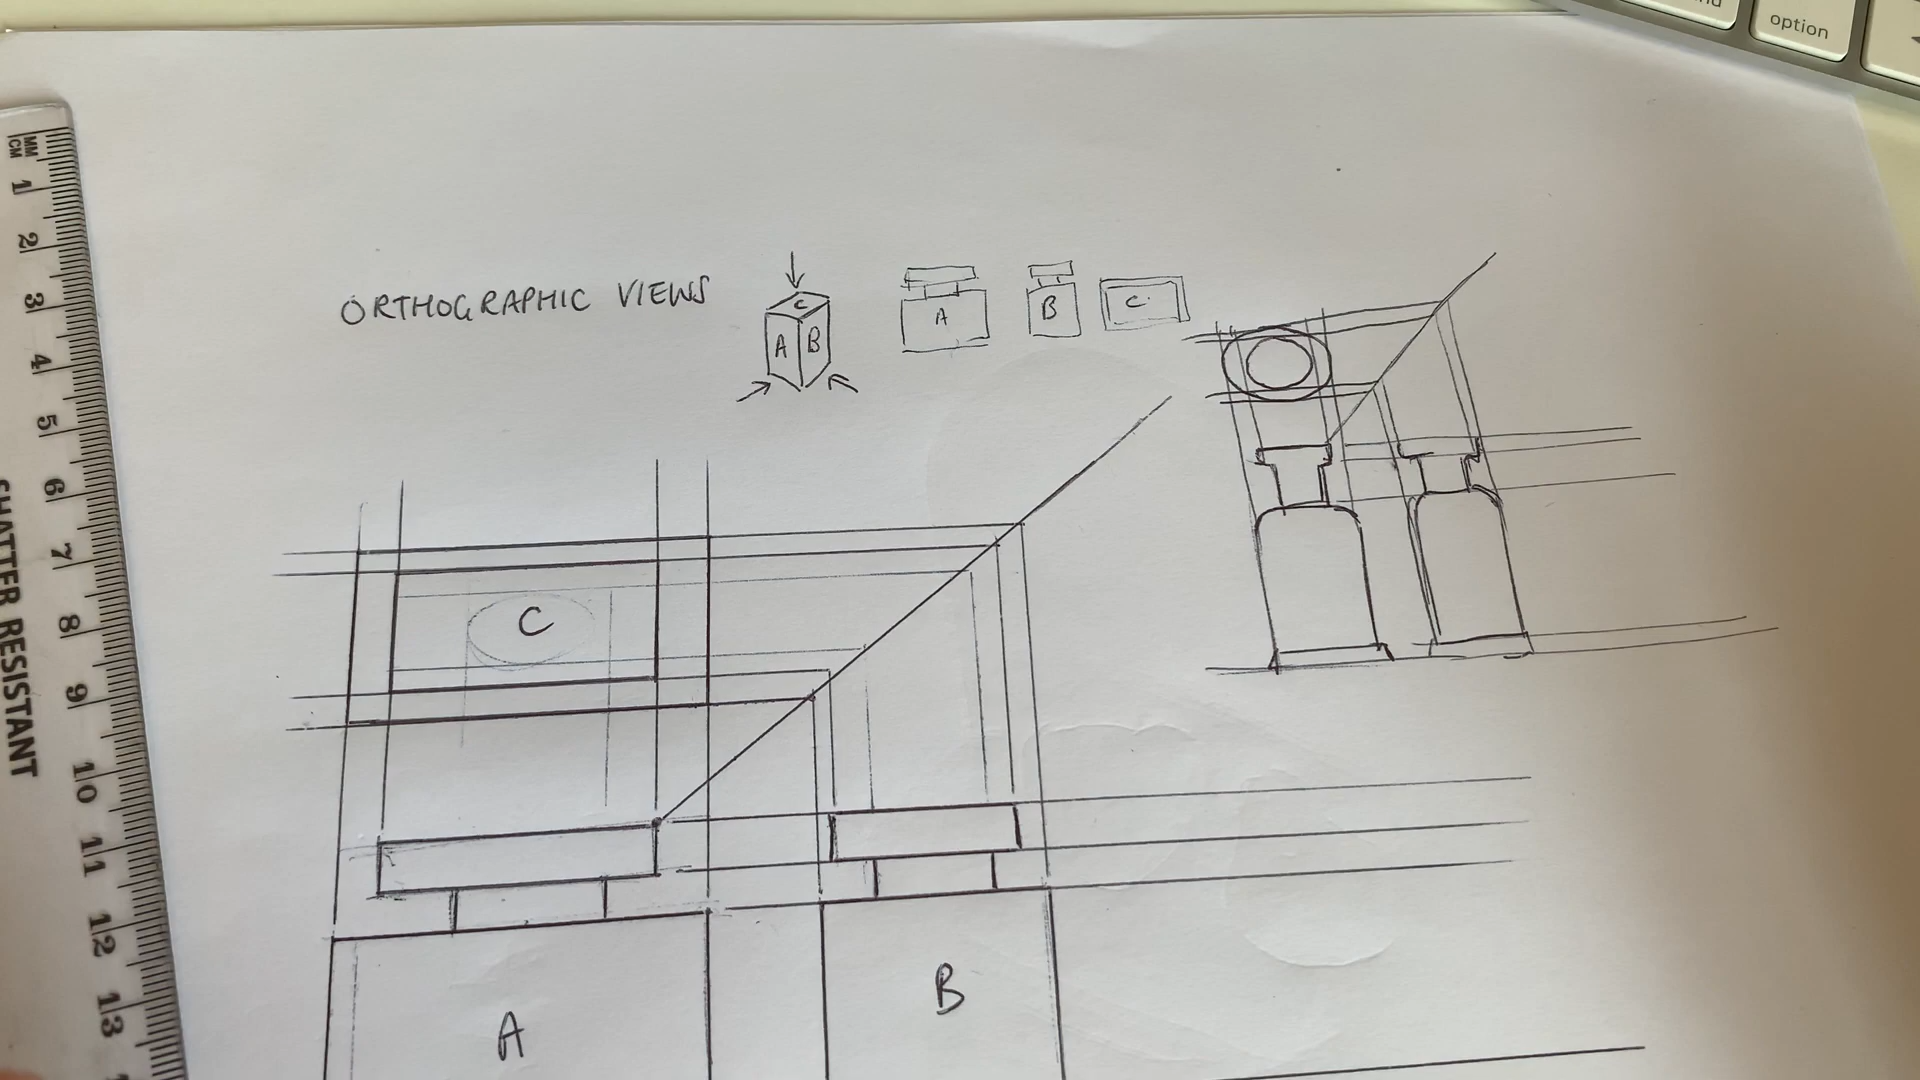 option
MM
CM
1
2
3
4
5
6
7
8
9
10
11
12
13
SHATTER RESISTANT
ORTHOGRAPHIC VIEWS
C
A B
A
B
C
C
A
B